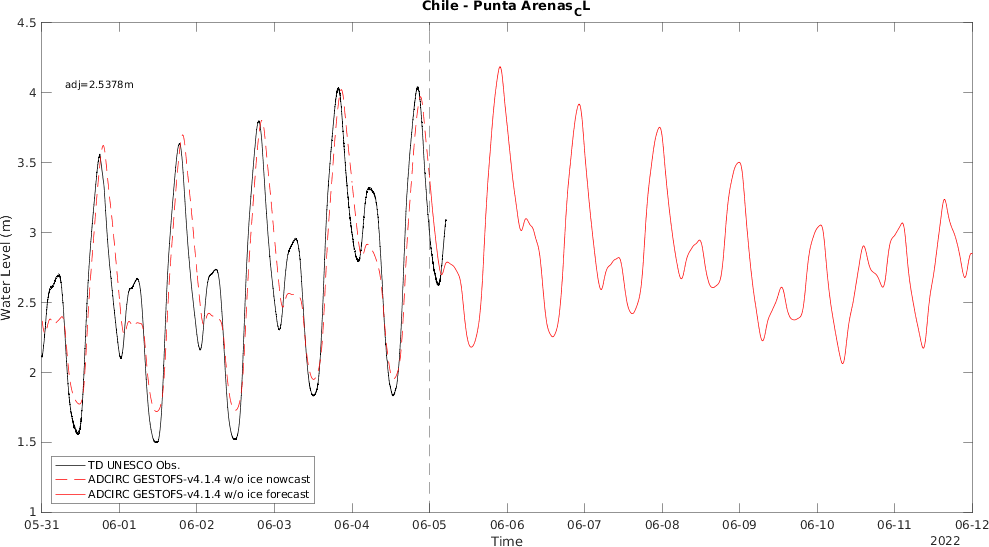 Chile - Punta Arenas_CL
4.5
4
3.5
3
2.5
2
1.5
1
Water Level (m)
adj=2.5378m
TD UNESCO Obs.
ADCIRC GESTOFS-v4.1.4 w/o ice nowcast
ADCIRC GESTOFS-v4.1.4 w/o ice forecast
05-31 06-01 06-02 06-03 06-04 06-05 06-06 06-07 06-08 06-09 06-10 06-11 06-12
Time
2022